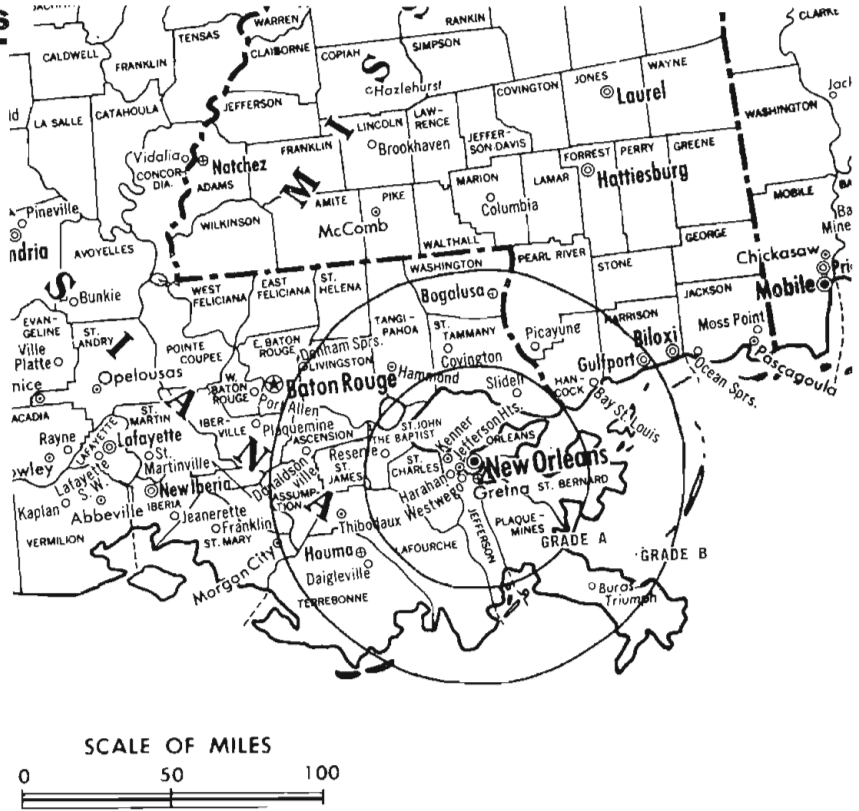 S
WARREN
RANKIN
CLARKE
TENSAS
CALDWELL
FRANKLIN
CLAIBORNE
COPIAH
SIMPSON
S
S
Hazlehurst
COVINGTON
JONES
WAYNE
Laurel
JEFFERSON
LA SALLE
CATAHOULA
WASHINGTON
LINCOLN
LAW-
RENCE
I
FRANKLIN
Brookhaven
JEFFER-
SON DAVIS
Vidalia
Natchez
CONCOR-
DIA.
ADAMS
FORREST
PERRY
GREENE
MARION
LAMAR
Hattiesburg
M
AMITE
PIKE
Columbia
MOBILE
Pineville
WILKINSON
McComb
ndria
AVOYELLES
WALTHALL
GEORGE
WASHINGTON
PEARL RIVER
STONE
Chickasaw
S
Bunkie
WEST
FELICIANA
EAST
FELICIANA
ST.
HELENA
Bogalusa
JACKSON
Mobile
EVAN-
GELINE
ST.
LANDRY
I
POINTE
COUPEE
E. BATON
ROUGE
TANGI-
PAHOA
ST.
TAMMANY
HARRISON
Moss Point
Ville
Platte
Denham Sprs.
LIVINGSTON
Picayune
Biloxi
Covington
Gulfport
Pascagoula
nice
Opelousas
W.
BATON
ROUGE
Baton Rouge
Hammond
Slidell
HAN-
COCK
Ocean Sprs.
Bay St. Louis
ACADIA
ST.
MARTIN
A
Port Allen
IBER-
VILLE
Plaquemine
ASCENSION
ST. JOHN
THE BAPTIST
Kenner
Jefferson Hts.
ORLEANS
Rayne
LAFAYETTE
Lafayette
owley
St.
Martinville
N
Reserve
ST.
CHARLES
New Orleans
Lafayette
S.W.
Donaldson-
ville
ST.
JAMES
Harahan
Westwego
Gretna
ST. BERNARD
Kaplan
Abbeville
IBERIA
New Iberia
ASSUMP-
TION
A
Jeanerette
Franklin
Thibodaux
JEFFERSON
PLAQUE-
MINES
VERMILION
ST. MARY
Houma
LAFOURCHE
GRADE A
GRADE B
Morgan City
Daigleville
TERREBONNE
Buras
Triumph
SCALE OF MILES
0 50 100